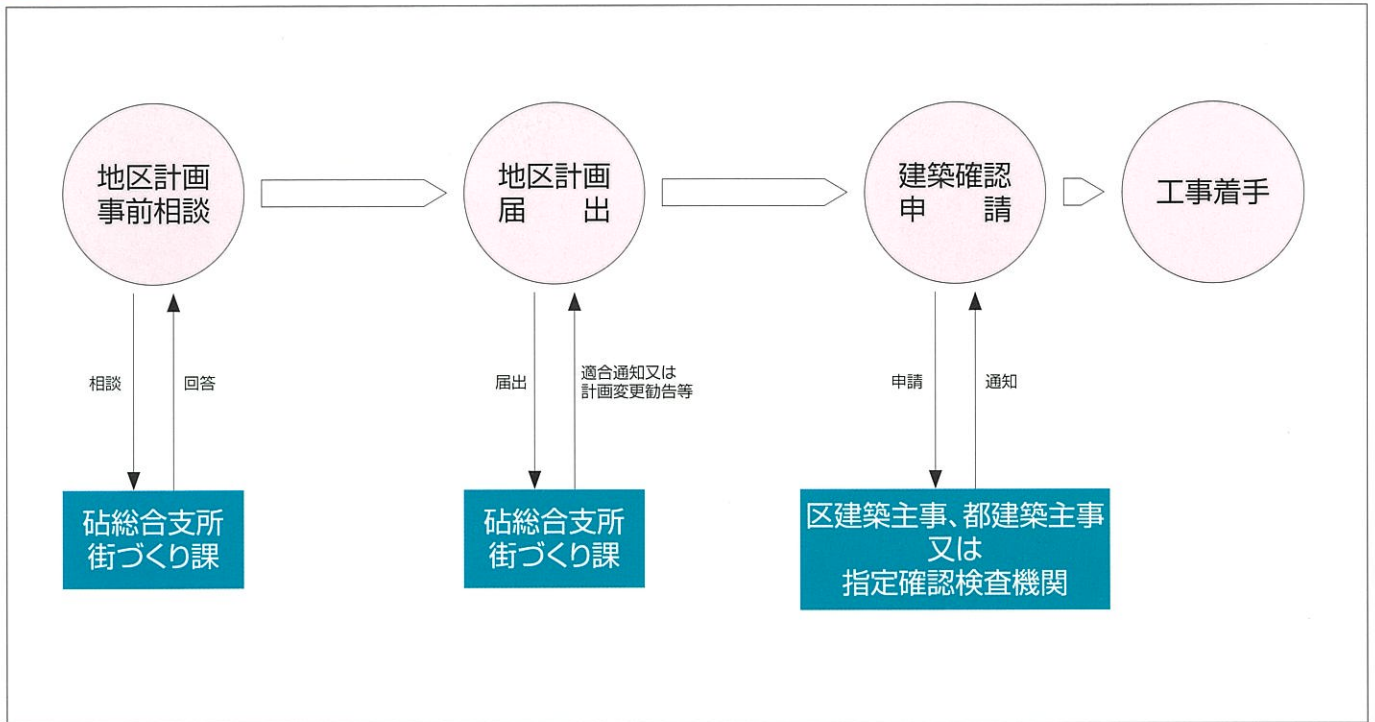 地区計画
事前相談
地区計画
届　　出
建築確認
申　　請
工事着手
相談
回答
届出
適合通知又は
計画変更勧告等
申請
通知
砧総合支所
街づくり課
砧総合支所
街づくり課
区建築主事、都建築主事
又は
指定確認検査機関